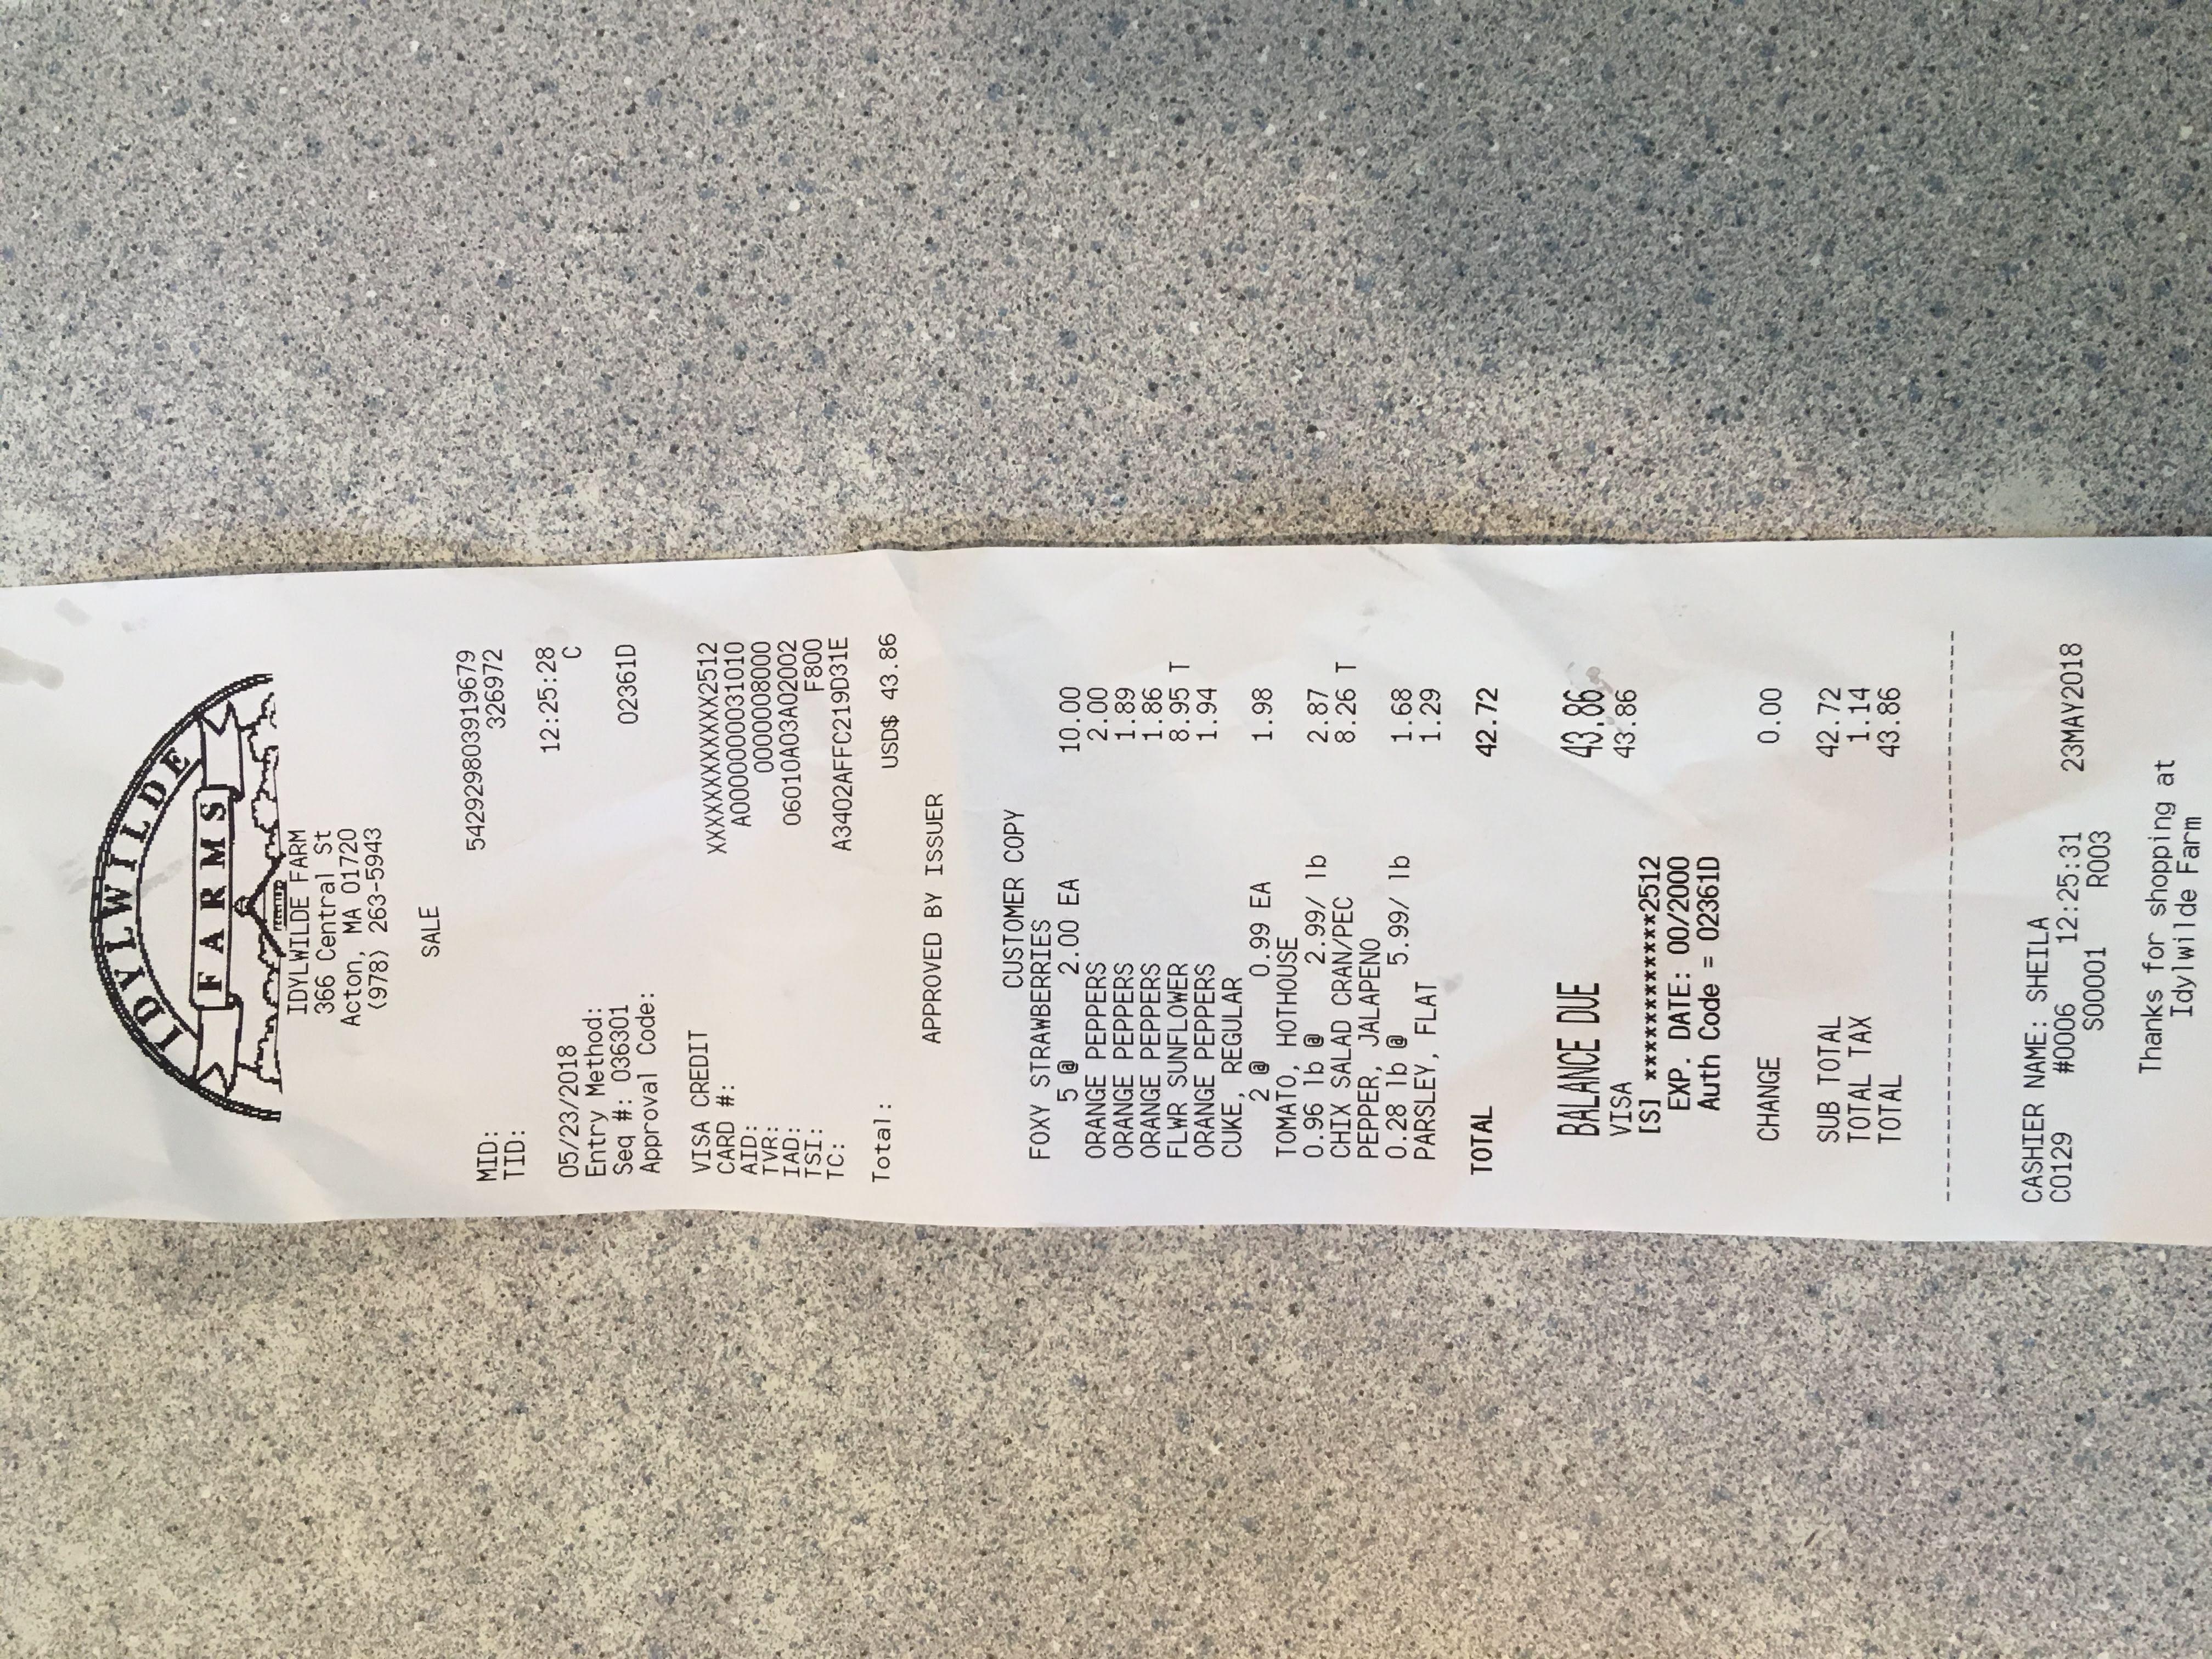 IDYLWILDE
FARMS
IDYLWILDE FARM
366 Central St
Acton, MA 01720
(978) 263-5943
SALE
MID: 542929803919679
TID: 326972
05/23/2018 12:25:28
Entry Method: C
Seq #: 036301
Approval Code: 02361D
VISA CREDIT
CARD #: XXXXXXXXXXXX2512
AID: A0000000031010
TVR: 0000008000
IAD: 06010A03A02002
TSI: F800
TC: A3402AFFC219D31E
Total: USD$ 43.86
APPROVED BY ISSUER
CUSTOMER COPY
FOXY STRAWBERRIES
5 @ 2.00 EA 10.00
ORANGE PEPPERS 2.00
ORANGE PEPPERS 1.89
ORANGE PEPPERS 1.86
FLWR SUNFLOWER 8.95 T
ORANGE PEPPERS 1.94
CUKE, REGULAR
2 @ 0.99 EA 1.98
TOMATO, HOTHOUSE
0.96 lb @ 2.99/ lb 2.87
CHIX SALAD CRAN/PEC 8.26 T
PEPPER, JALAPENO
0.28 lb @ 5.99/ lb 1.68
PARSLEY, FLAT 1.29
TOTAL 42.72
BALANCE DUE 43.86
VISA 43.86
[S] ************2512
EXP. DATE: 00/2000
Auth Code = 02361D
CHANGE 0.00
SUB TOTAL 42.72
TOTAL TAX 1.14
TOTAL 43.86
CASHIER NAME: SHEILA
C0129 #0006 12:25:31 23MAY2018
S00001 R003
Thanks for shopping at
Idylwilde Farm